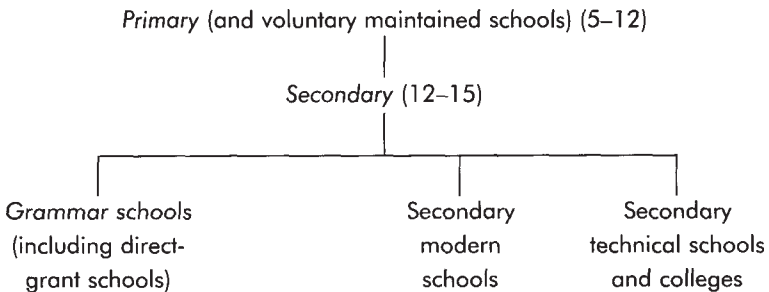 Primary (and voluntary maintained schools) (5–12)
Secondary (12–15)
Grammar schools
(including direct-
grant schools)
Secondary
modern
schools
Secondary
technical schools
and colleges